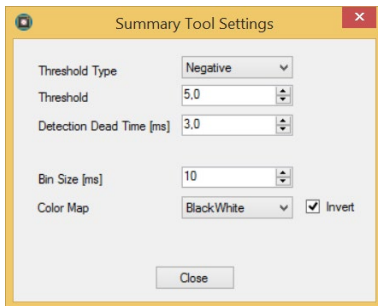 Summary Tool Settings
Threshold Type Negative
Threshold 5,0
Detection Dead Time [ms] 3,0
Bin Size [ms] 10
Color Map BlackWhite Invert
Close